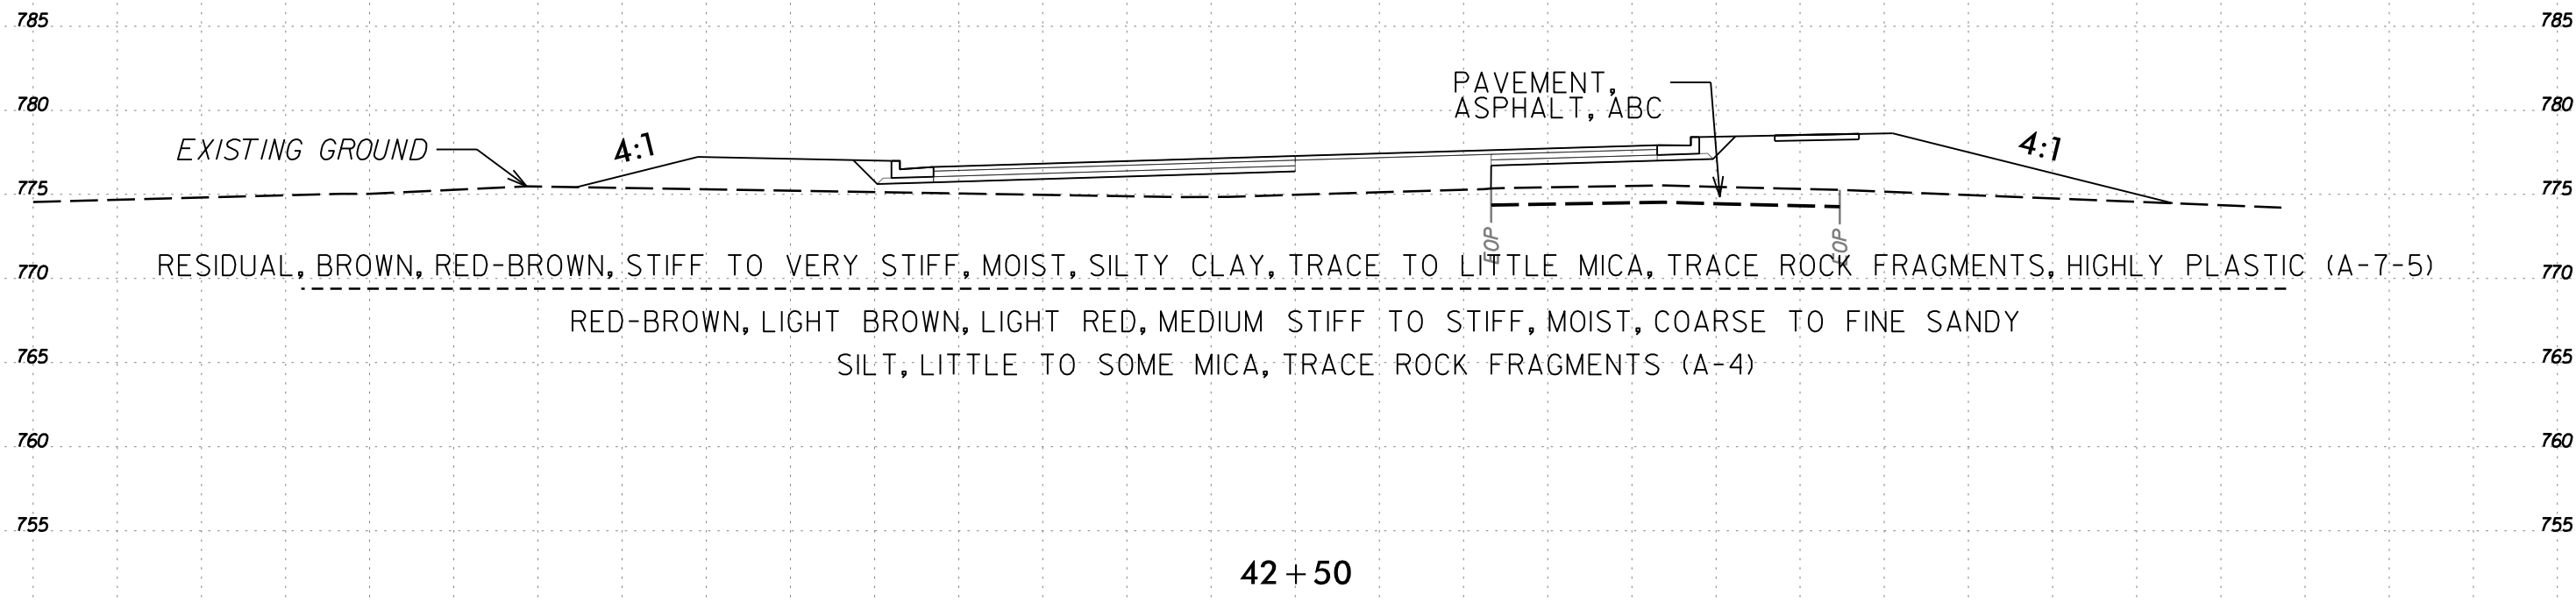 785 785
PAVEMENT,
780 ASPHALT, ABC 780
EXISTING GROUND 4:1 4:1
775 775
EOP EOP
RESIDUAL, BROWN, RED-BROWN, STIFF TO VERY STIFF, MOIST, SILTY CLAY, TRACE TO LITTLE MICA, TRACE ROCK FRAGMENTS, HIGHLY PLASTIC (A-7-5)
770 770
RED-BROWN, LIGHT BROWN, LIGHT RED, MEDIUM STIFF TO STIFF, MOIST, COARSE TO FINE SANDY
765 765
SILT, LITTLE TO SOME MICA, TRACE ROCK FRAGMENTS (A-4)
760 760
755 755
42+50